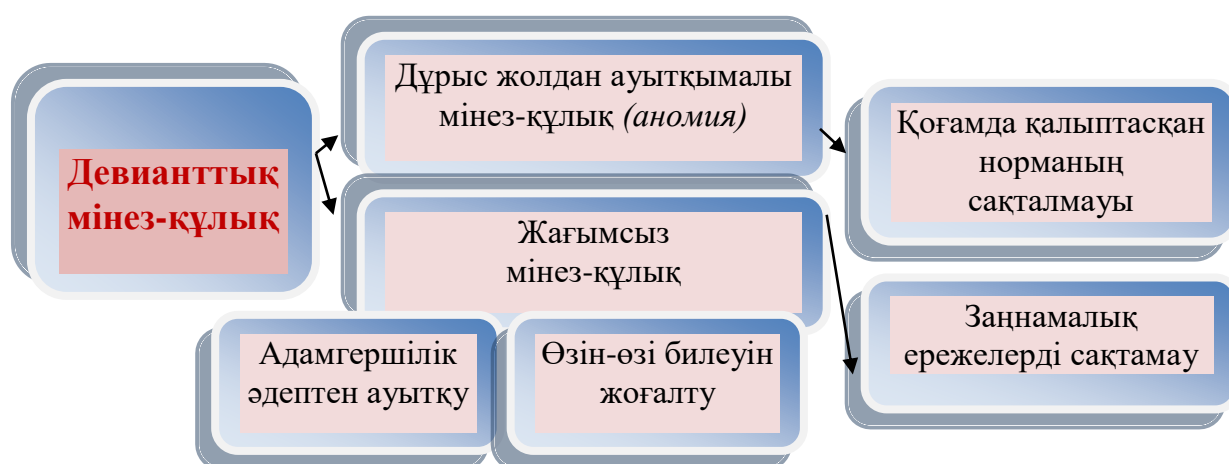 Девианттық
мінез-құлық
Дұрыс жолдан ауытқымалы
мінез-құлық (аномия)
Жағымсыз
мінез-құлық
Қоғамда қалыптасқан
норманың
сақталмауы
Заңнамалық
ережелерді сақтамау
Адамгершілік
әдептен ауытқу
Өзін-өзі билеуін
жоғалту